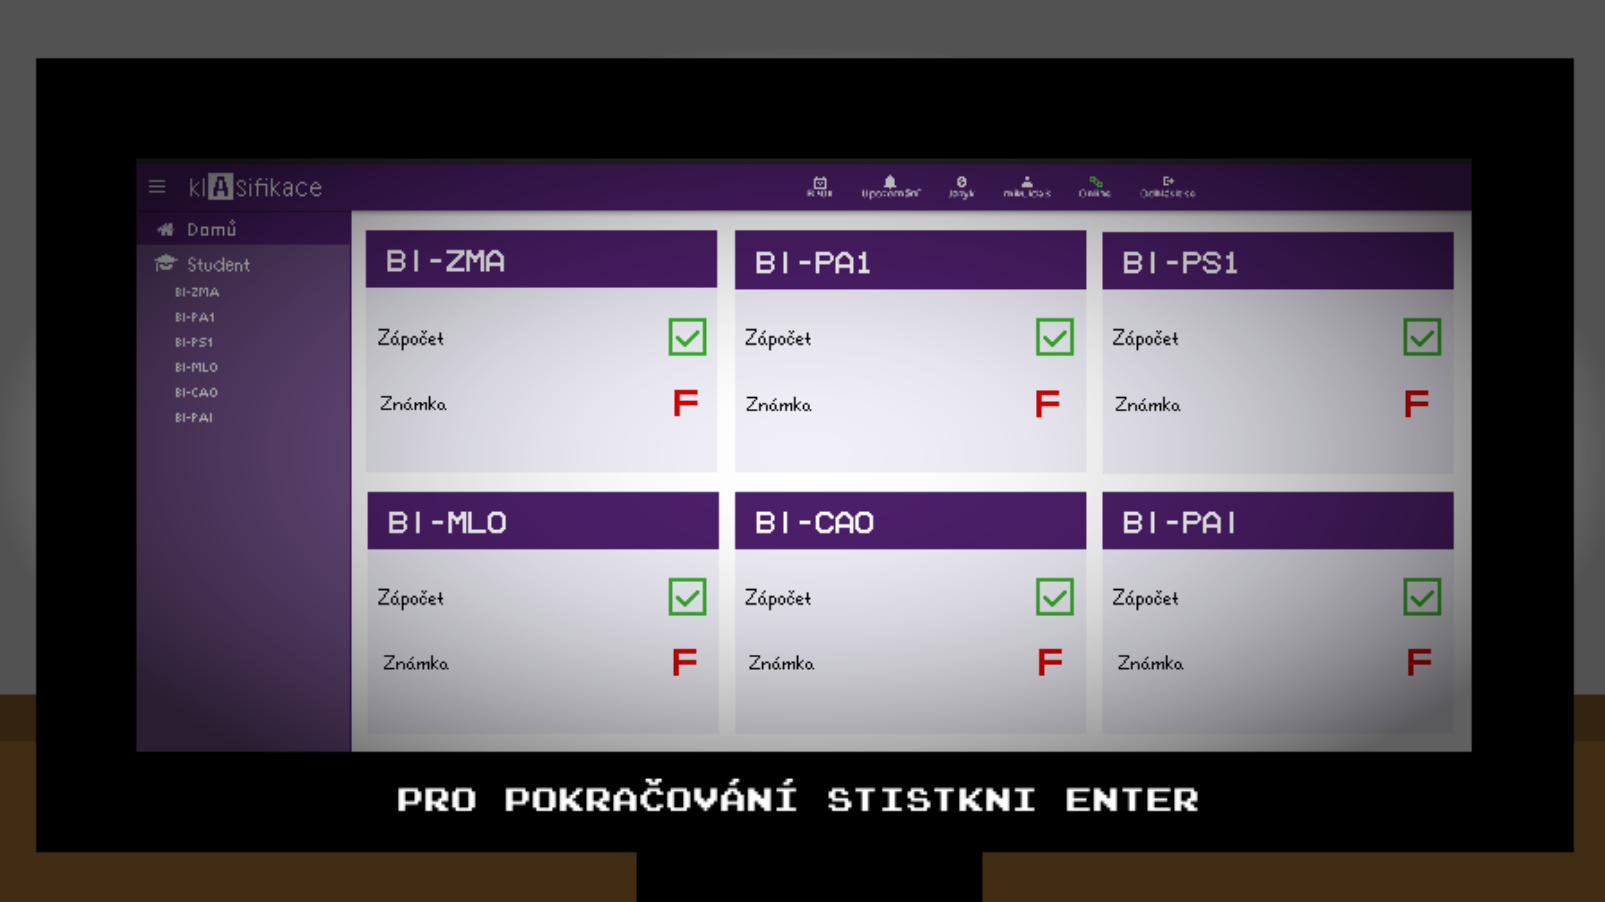 klAsifikace
Upozornění Jazyk Online Odhlásit se
Domů
Student
BI-ZMA
BI-PA1
BI-PS1
BI-MLO
BI-CAO
BI-PAI
BI-ZMA
Zápočet
Známka F
BI-PA1
Zápočet
Známka F
BI-PS1
Zápočet
Známka F
BI-MLO
Zápočet
Známka F
BI-CAO
Zápočet
Známka F
BI-PAI
Zápočet
Známka F
PRO POKRAČOVÁNÍ STISTKNI ENTER